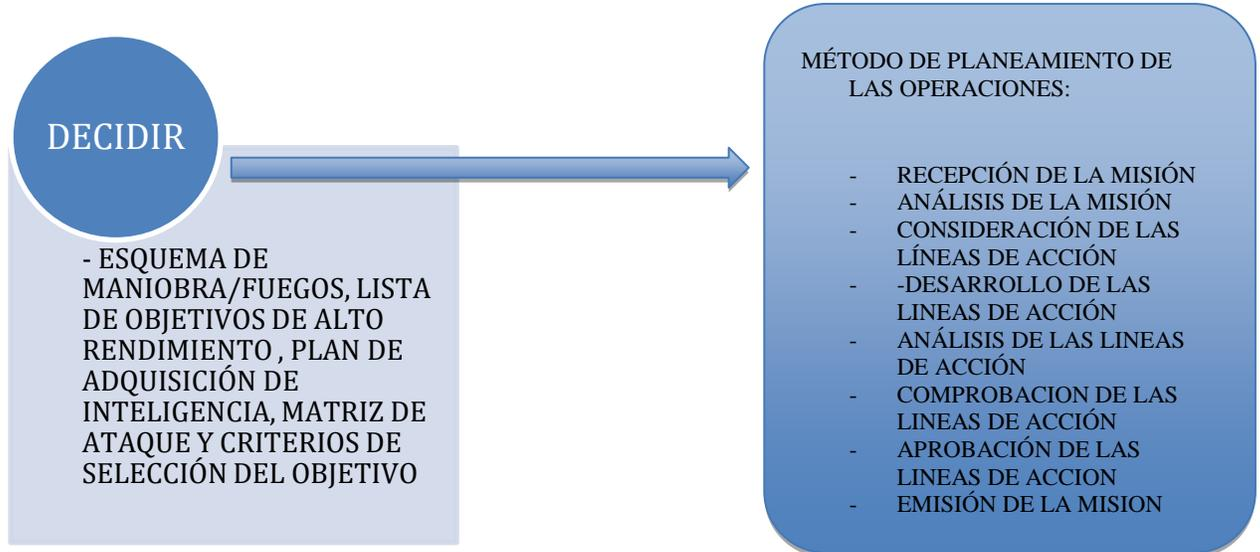 DECIDIR
- ESQUEMA DE
MANIOBRA/FUEGOS, LISTA
DE OBJETIVOS DE ALTO
RENDIMIENTO , PLAN DE
ADQUISICIÓN DE
INTELIGENCIA, MATRIZ DE
ATAQUE Y CRITERIOS DE
SELECCIÓN DEL OBJETIVO
MÉTODO DE PLANEAMIENTO DE
LAS OPERACIONES:
- RECEPCIÓN DE LA MISIÓN
- ANÁLISIS DE LA MISIÓN
- CONSIDERACIÓN DE LAS
LÍNEAS DE ACCIÓN
- -DESARROLLO DE LAS
LINEAS DE ACCIÓN
- ANÁLISIS DE LAS LINEAS
DE ACCIÓN
- COMPROBACION DE LAS
LINEAS DE ACCIÓN
- APROBACIÓN DE LAS
LINEAS DE ACCION
- EMISIÓN DE LA MISION